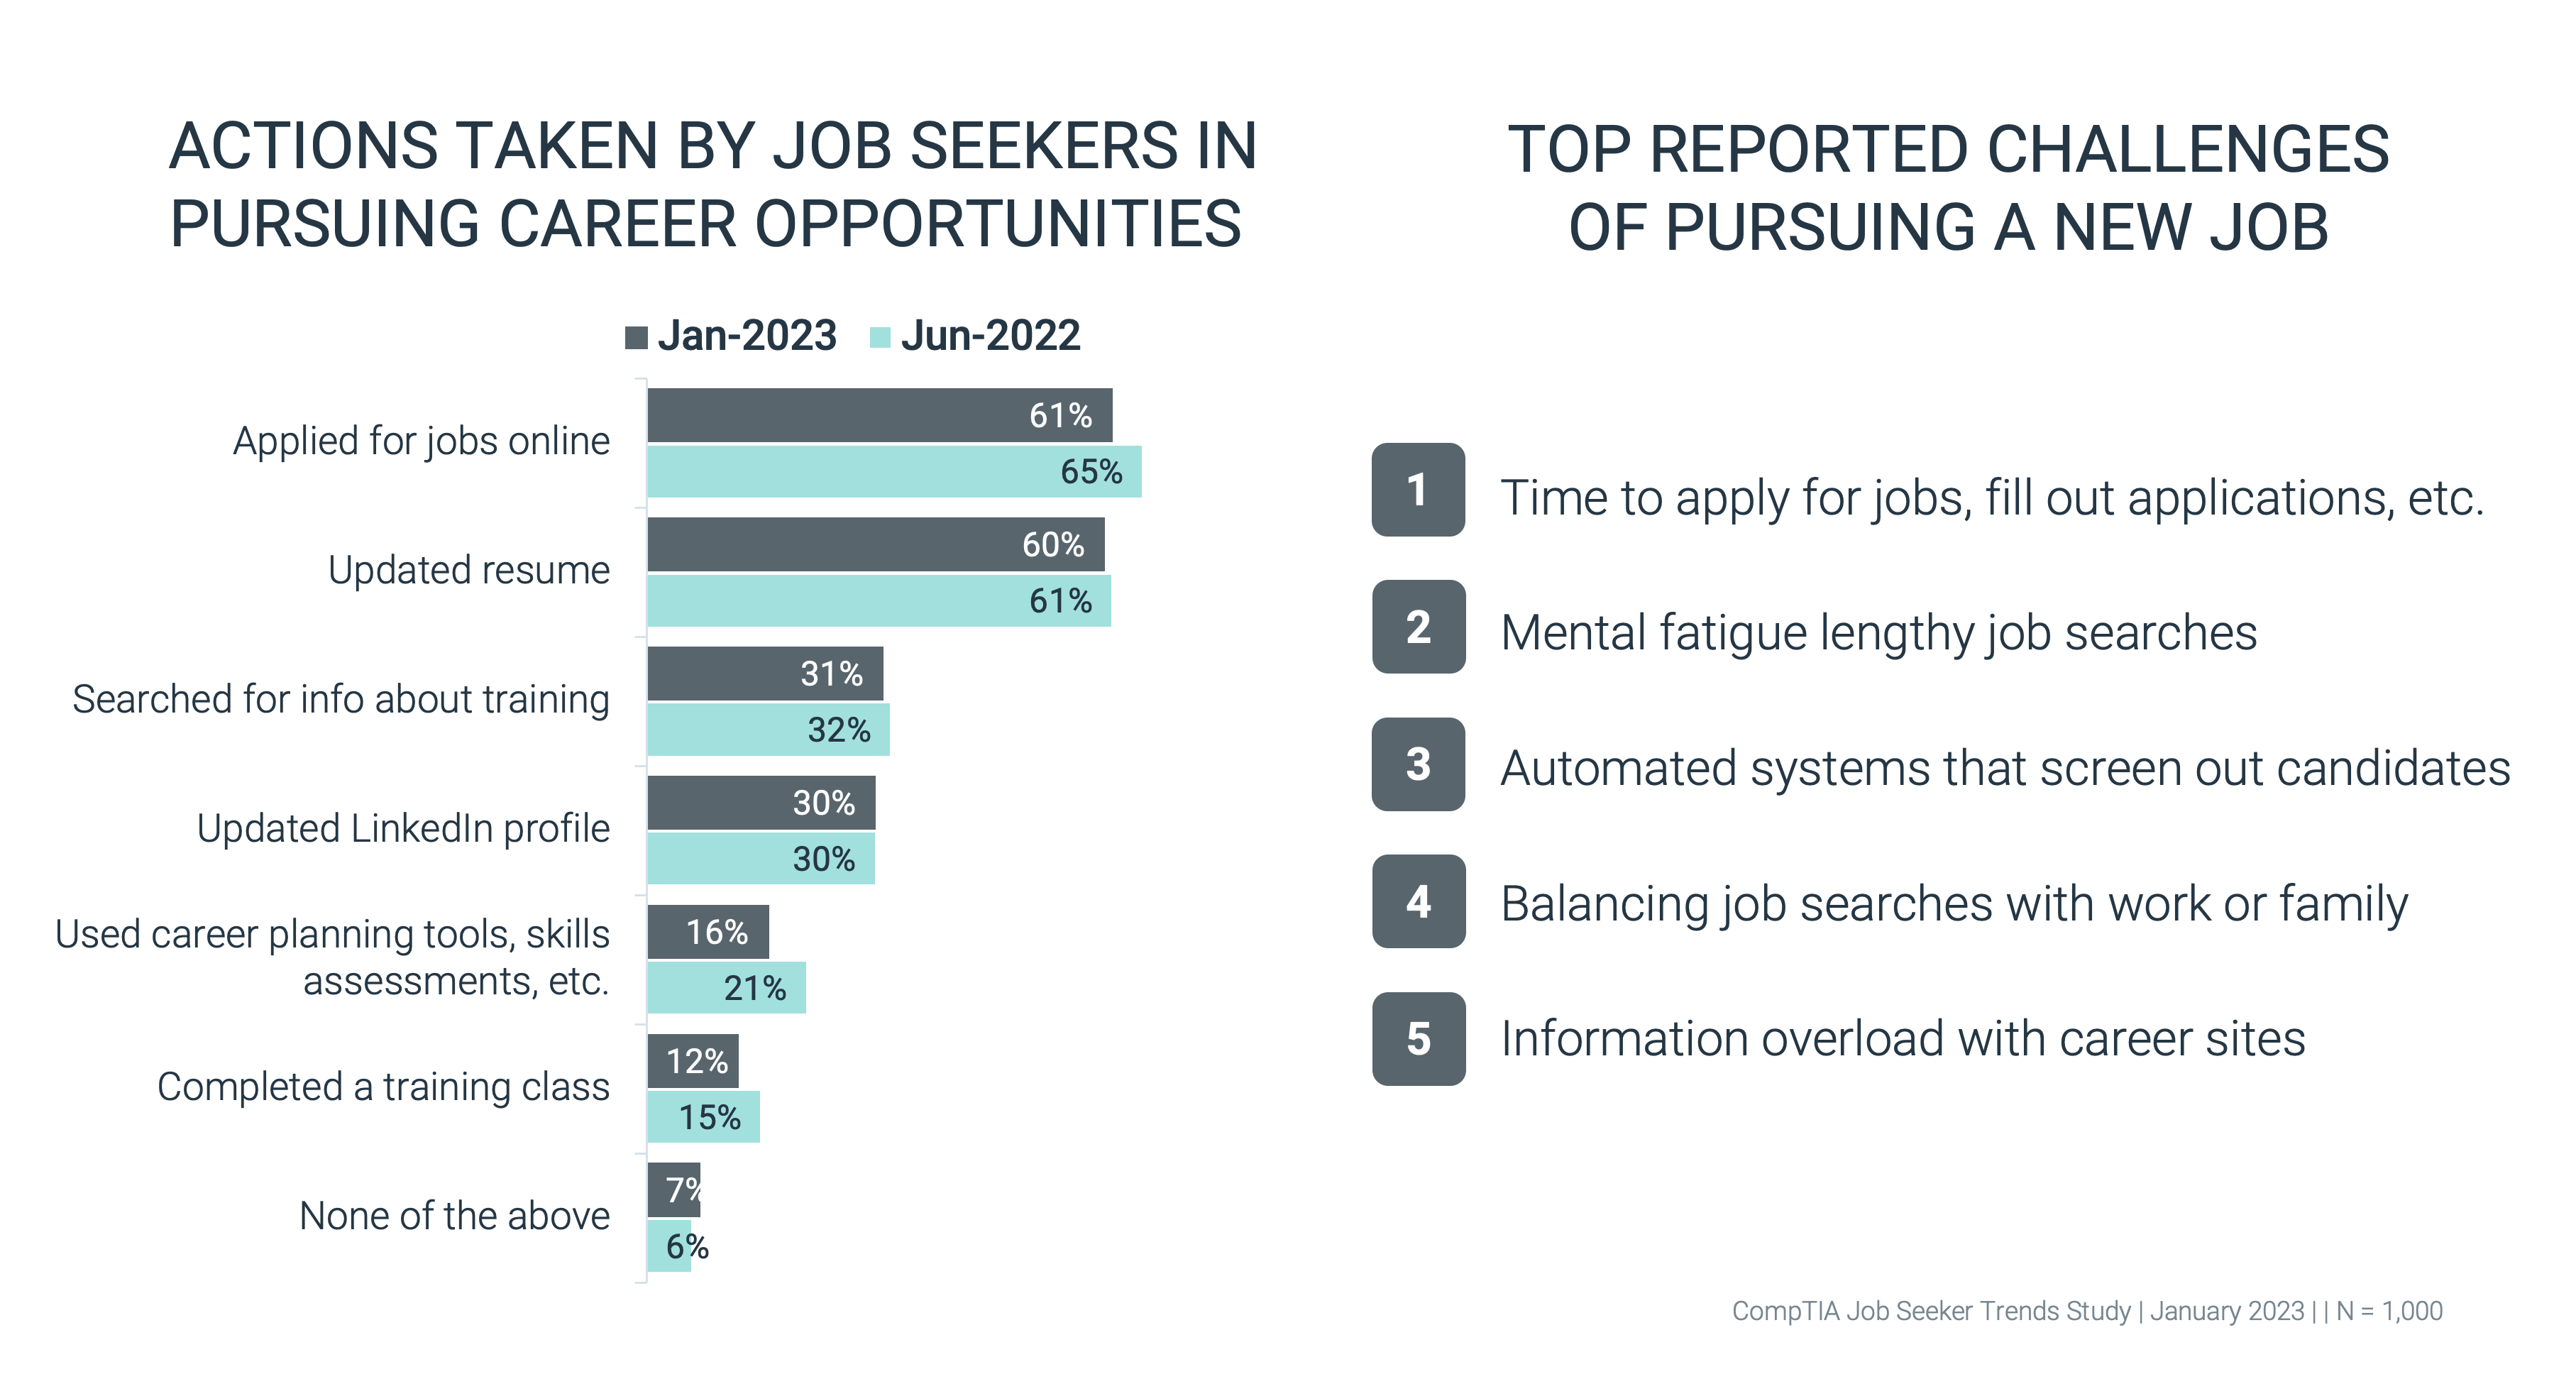 ACTIONS TAKEN BY JOB SEEKERS IN
PURSUING CAREER OPPORTUNITIES
Jan-2023
Jun-2022
Applied for jobs online
61%
65%
Updated resume
60%
61%
Searched for info about training
31%
32%
Updated LinkedIn profile
30%
30%
Used career planning tools, skills
assessments, etc.
16%
21%
Completed a training class
12%
15%
None of the above
7%
6%
TOP REPORTED CHALLENGES
OF PURSUING A NEW JOB
1 Time to apply for jobs, fill out applications, etc.
2 Mental fatigue lengthy job searches
3 Automated systems that screen out candidates
4 Balancing job searches with work or family
5 Information overload with career sites
CompTIA Job Seeker Trends Study | January 2023 | | N = 1,000